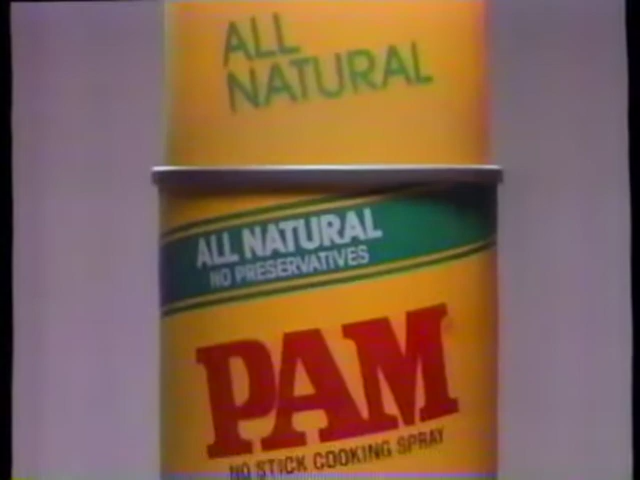 ALL
NATURAL
ALL NATURAL
NO PRESERVATIVES
PAM
NO STICK COOKING SPRAY